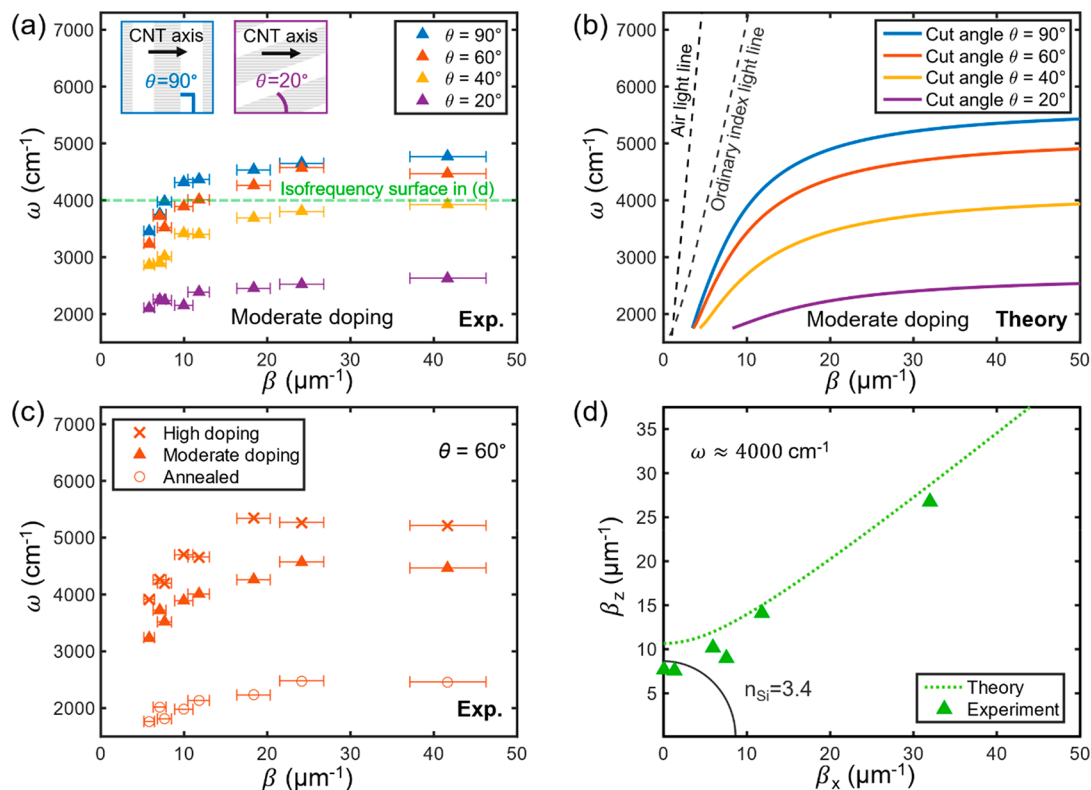 (a)
7000
6000
5000
4000
3000
2000
ω (cm⁻¹)
CNT axis
θ=90°
CNT axis
θ=20°
θ = 90°
θ = 60°
θ = 40°
θ = 20°
Isofrequency surface in (d)
Moderate doping
Exp.
0
10
20
30
40
50
β (μm⁻¹)
(b)
7000
6000
5000
4000
3000
2000
ω (cm⁻¹)
Air light line
Ordinary index light line
Cut angle θ = 90°
Cut angle θ = 60°
Cut angle θ = 40°
Cut angle θ = 20°
Moderate doping
Theory
0
10
20
30
40
50
β (μm⁻¹)
(c)
7000
6000
5000
4000
3000
2000
ω (cm⁻¹)
High doping
Moderate doping
Annealed
θ = 60°
Exp.
0
10
20
30
40
50
β (μm⁻¹)
(d)
35
30
25
20
15
10
5
β_z (μm⁻¹)
ω ≈ 4000 cm⁻¹
n_Si=3.4
Theory
Experiment
0
10
20
30
40
50
β_x (μm⁻¹)